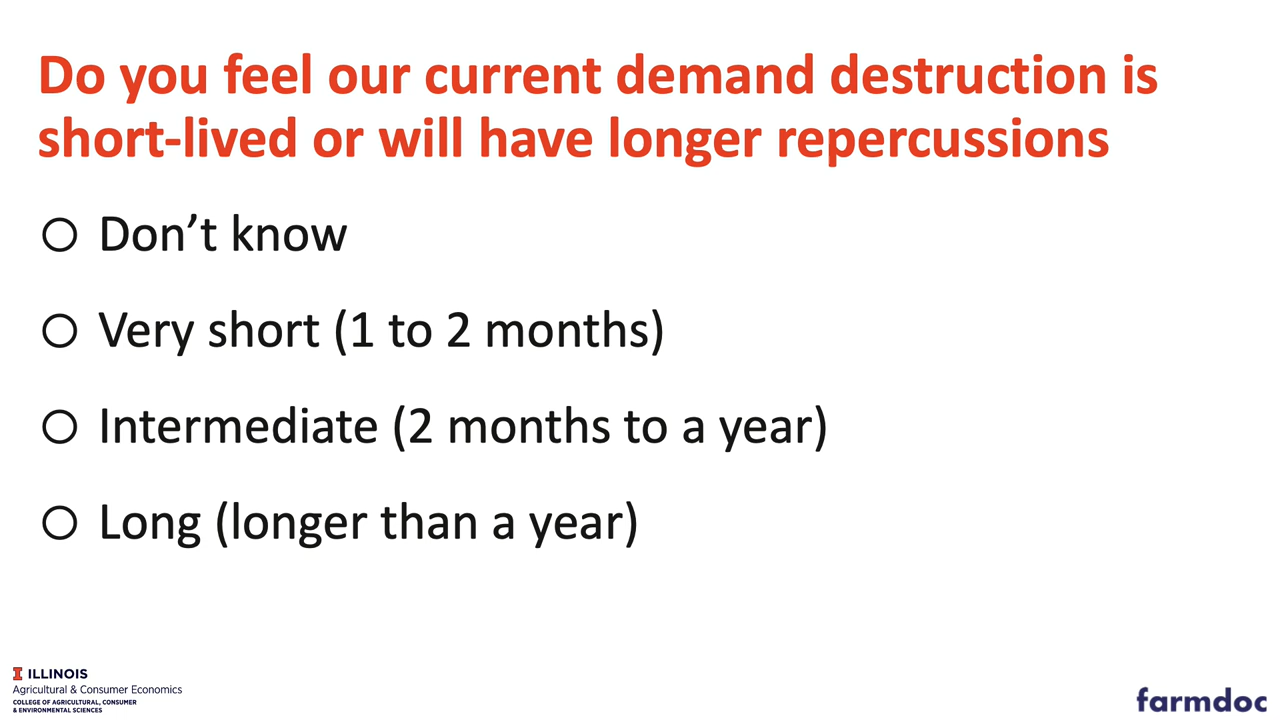 Do you feel our current demand destruction is
short-lived or will have longer repercussions
Don’t know
Very short (1 to 2 months)
Intermediate (2 months to a year)
Long (longer than a year)
I ILLINOIS
Agricultural & Consumer Economics
COLLEGE OF AGRICULTURAL, CONSUMER
& ENVIRONMENTAL SCIENCES
farmdoc